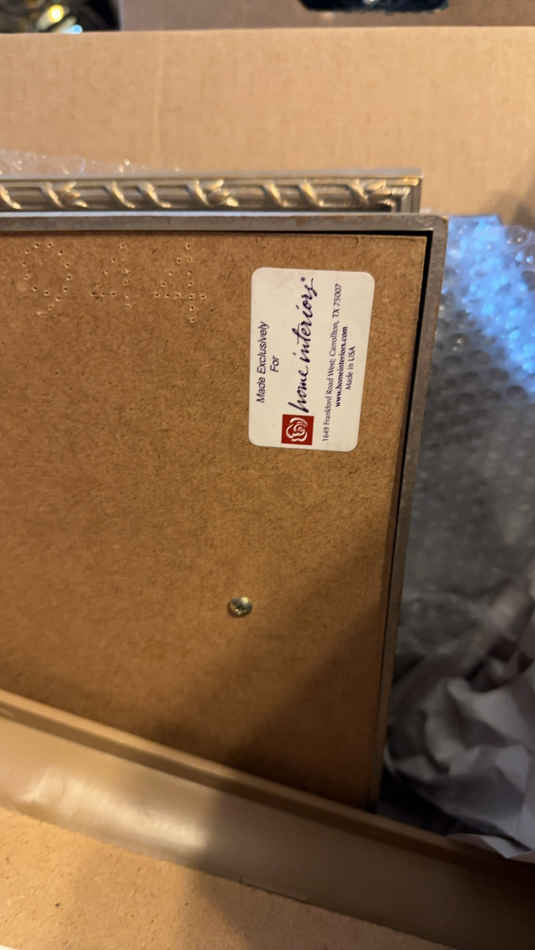 Made Exclusively
For
home interiors®
1649 Frankford Road West; Carrollton, TX 75007
www.homeinteriors.com
Made in USA